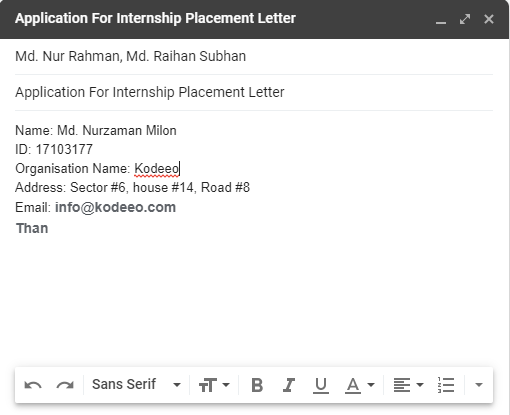 Application For Internship Placement Letter
Md. Nur Rahman, Md. Raihan Subhan
Application For Internship Placement Letter
Name: Md. Nurzaman Milon
ID: 17103177
Organisation Name: Kodeeo
Address: Sector #6, house #14, Road #8
Email: info@kodeeo.com
Than
Sans Serif